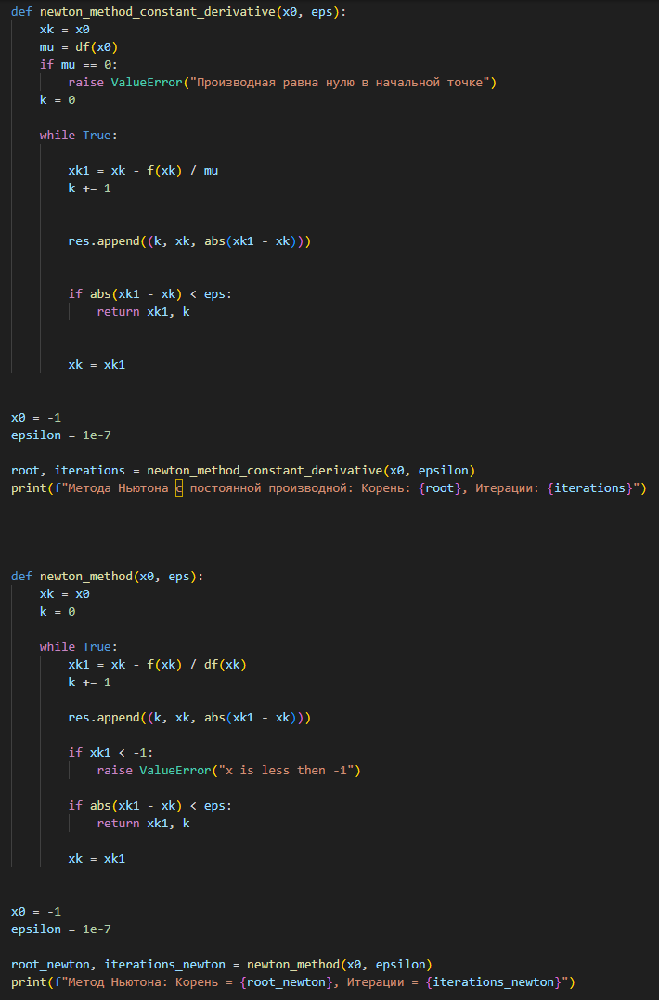 def newton_method_constant_derivative(x0, eps):
    xk = x0
    mu = df(x0)
    if mu == 0:
        raise ValueError("Производная равна нулю в начальной точке")
    k = 0
    while True:
        xk1 = xk - f(xk) / mu
        k += 1
        res.append((k, xk, abs(xk1 - xk)))
        if abs(xk1 - xk) < eps:
            return xk1, k
        xk = xk1
x0 = -1
epsilon = 1e-7
root, iterations = newton_method_constant_derivative(x0, epsilon)
print(f"Метода Ньютона с постоянной производной: Корень: {root}, Итерации: {iterations}")
def newton_method(x0, eps):
    xk = x0
    k = 0
    while True:
        xk1 = xk - f(xk) / df(xk)
        k += 1
        res.append((k, xk, abs(xk1 - xk)))
        if xk1 < -1:
            raise ValueError("x is less then -1")
        if abs(xk1 - xk) < eps:
            return xk1, k
        xk = xk1
x0 = -1
epsilon = 1e-7
root_newton, iterations_newton = newton_method(x0, epsilon)
print(f"Метод Ньютона: Корень = {root_newton}, Итерации = {iterations_newton}")